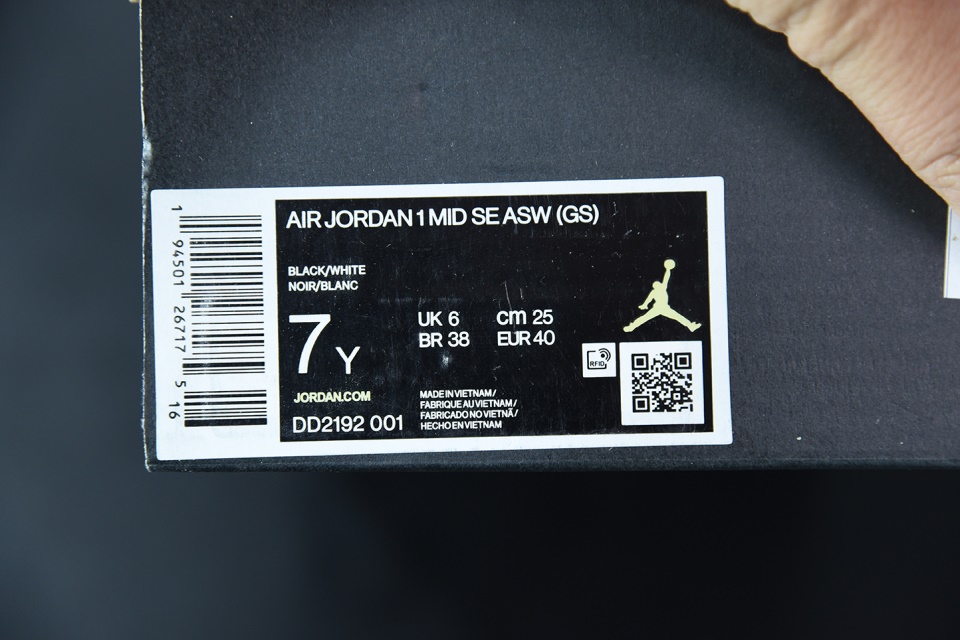 AIR JORDAN 1 MID SE ASW (GS)
BLACK/WHITE
NOIR/BLANC
7 Y
UK 6
cm 25
BR 38
EUR 40
JORDAN.COM
DD2192 001
MADE IN VIETNAM /
FABRIQUE AU VIETNAM /
FABRICADO NO VIETNÃ /
HECHO EN VIETNAM
RFID
1 94501 26717 5 16